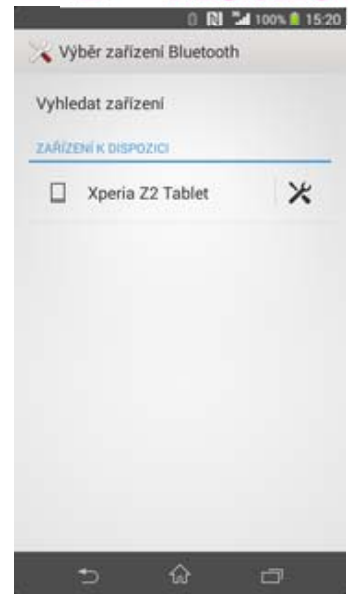 100% 15:20
Výběr zařízení Bluetooth
Vyhledat zařízení
ZAŘÍZENÍ K DISPOZICI
Xperia Z2 Tablet